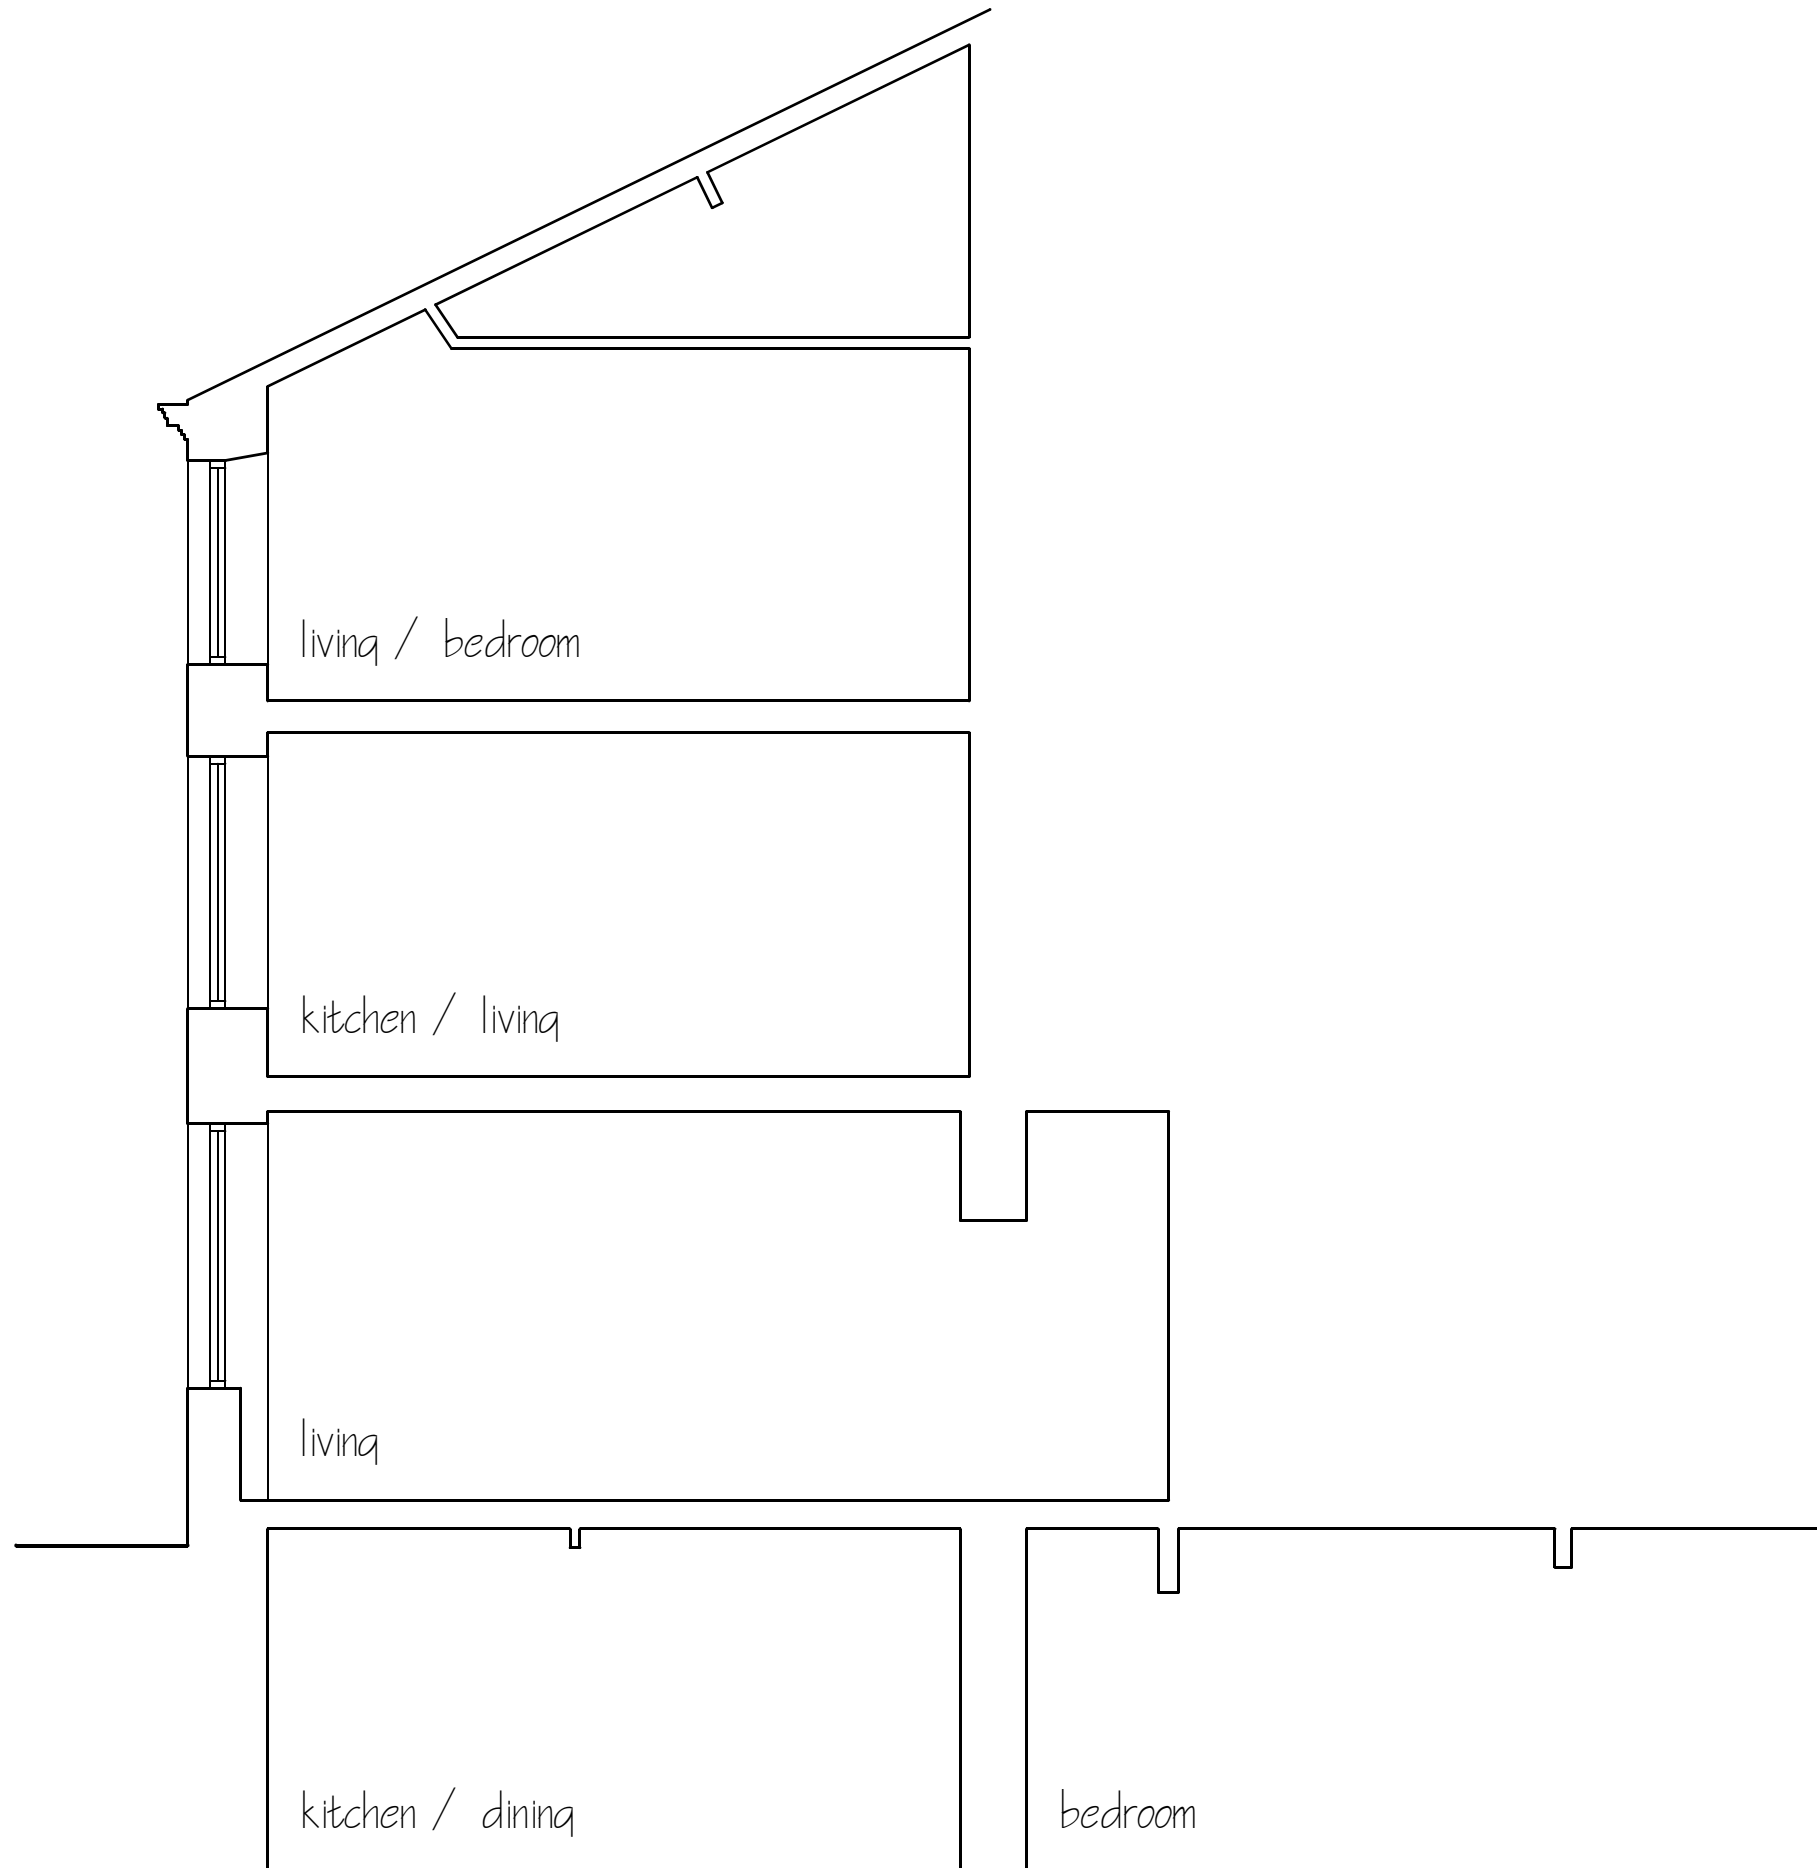 living / bedroom
kitchen / living
living
kitchen / dining
bedroom